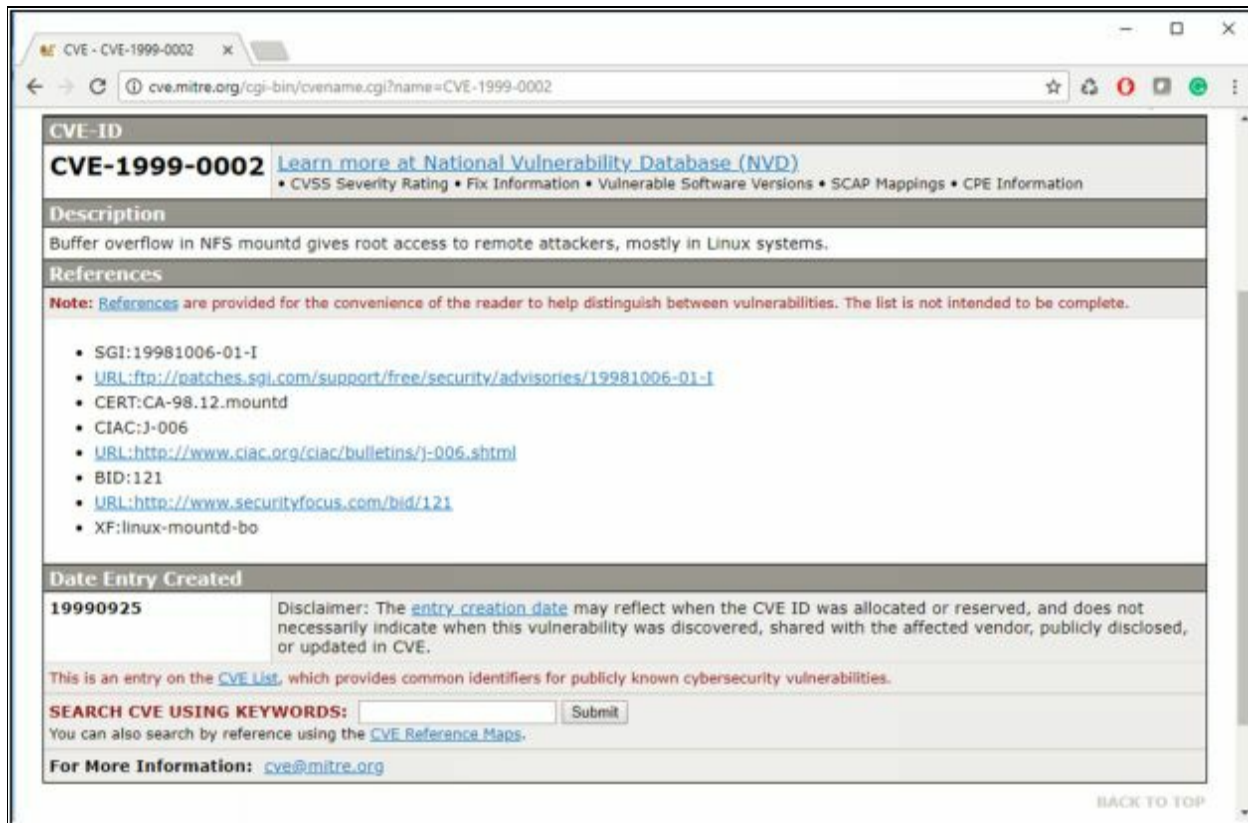 CVE - CVE-1999-0002
cve.mitre.org/cgi-bin/cvename.cgi?name=CVE-1999-0002
CVE-ID
CVE-1999-0002
Learn more at National Vulnerability Database (NVD)
• CVSS Severity Rating • Fix Information • Vulnerable Software Versions • SCAP Mappings • CPE Information
Description
Buffer overflow in NFS mountd gives root access to remote attackers, mostly in Linux systems.
References
Note: References are provided for the convenience of the reader to help distinguish between vulnerabilities. The list is not intended to be complete.
• SGI:19981006-01-I
• URL:ftp://patches.sgi.com/support/free/security/advisories/19981006-01-I
• CERT:CA-98.12.mountd
• CIAC:J-006
• URL:http://www.ciac.org/ciac/bulletins/j-006.shtml
• BID:121
• URL:http://www.securityfocus.com/bid/121
• XF:linux-mountd-bo
Date Entry Created
19990925
Disclaimer: The entry creation date may reflect when the CVE ID was allocated or reserved, and does not
necessarily indicate when this vulnerability was discovered, shared with the affected vendor, publicly disclosed,
or updated in CVE.
This is an entry on the CVE List, which provides common identifiers for publicly known cybersecurity vulnerabilities.
SEARCH CVE USING KEYWORDS: Submit
You can also search by reference using the CVE Reference Maps.
For More Information: cve@mitre.org
BACK TO TOP